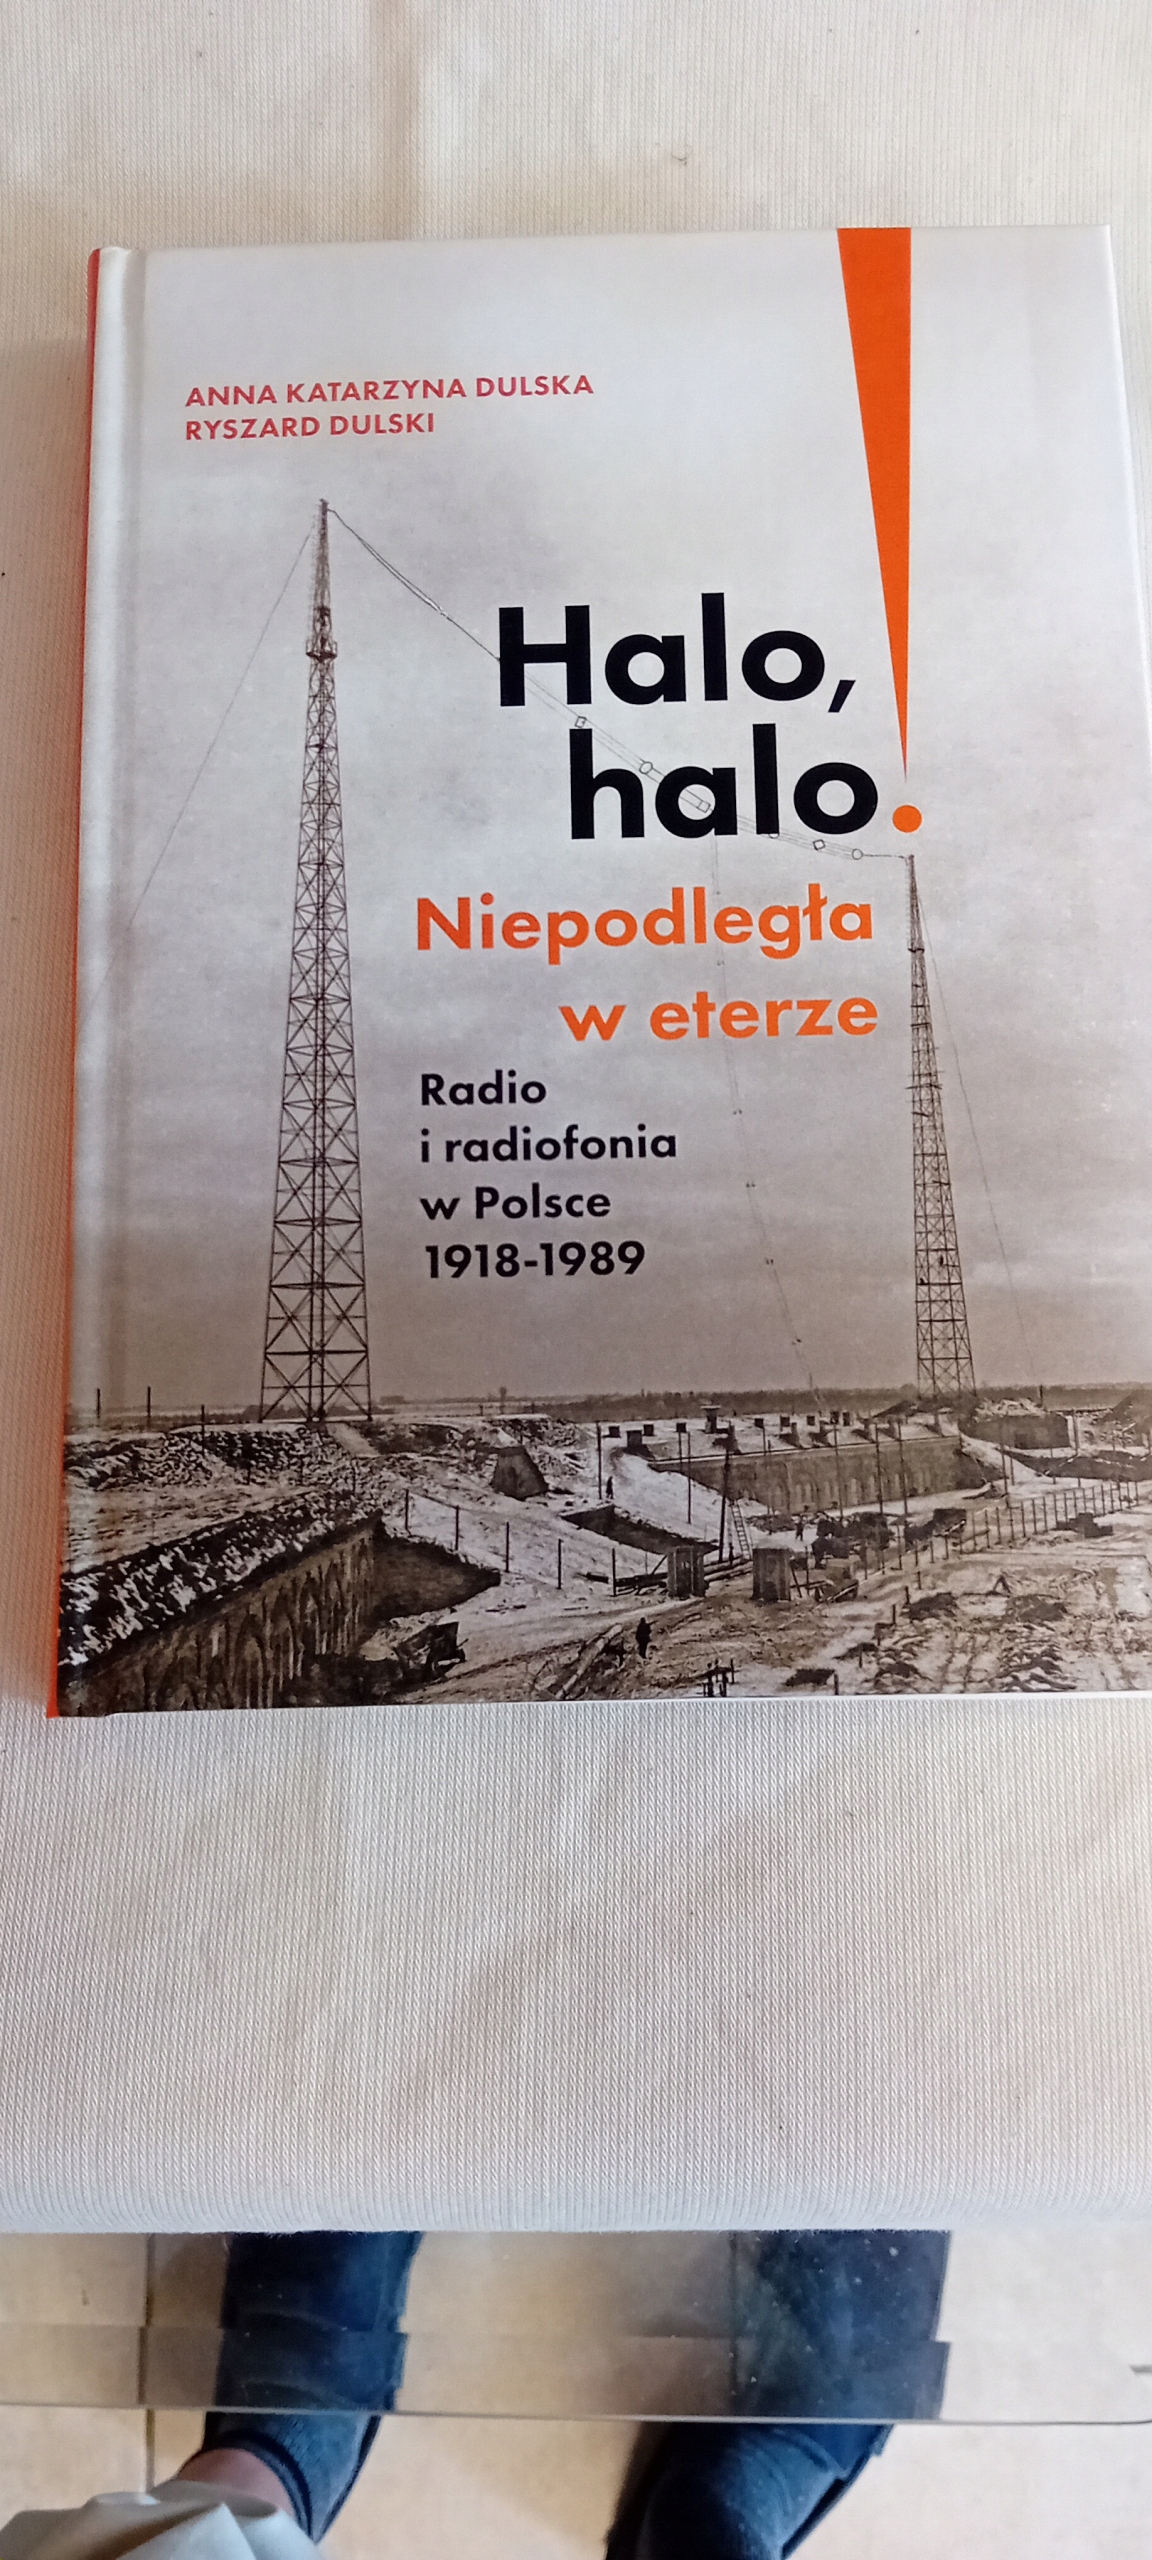 ANNA KATARZYNA DULSKA
RYSZARD DULSKI
Halo,
halo!
Niepodległa
w eterze
Radio
i radiofonia
w Polsce
1918-1989